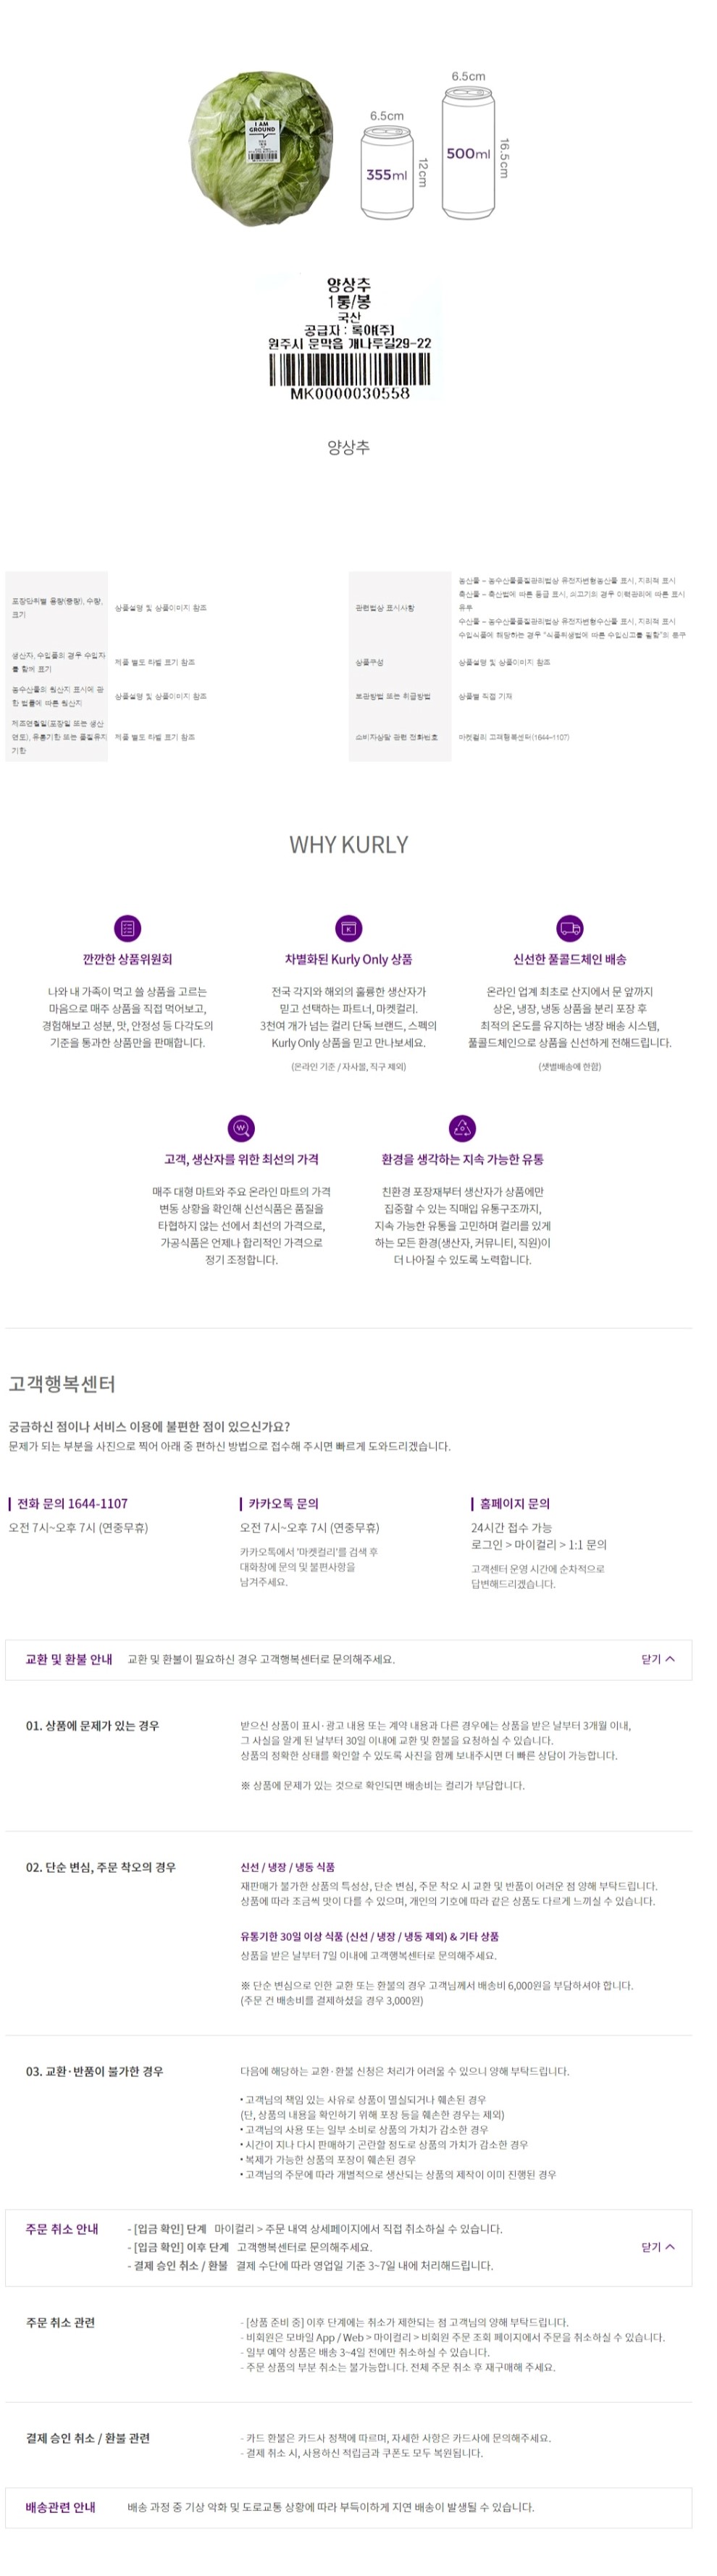 6.5cm
6.5cm
I AM
GROUND
355ml
12cm
500ml
16.5cm
양상추
1통/봉
국산
공급자 : 록야(주)
원주시 문막읍 개나루길29-22
MK0000030558
양상추
포장단위별 용량(중량), 수량,
크기
상품설명 및 상품이미지 참조
관련법상 표시사항
농산물 - 농수산물품질관리법상 유전자변형농산물 표시, 지리적 표시
축산물 - 축산법에 따른 등급 표시, 쇠고기의 경우 이력관리에 따른 표시
유무
수산물 - 농수산물품질관리법상 유전자변형수산물 표시, 지리적 표시
수입식품에 해당하는 경우 "식품위생법에 따른 수입신고를 필함"의 문구
생산자, 수입품의 경우 수입자
를 함께 표기
제품 별도 라벨 표기 참조
상품구성
상품설명 및 상품이미지 참조
농수산물의 원산지 표시에 관
한 법률에 따른 원산지
상품설명 및 상품이미지 참조
보관방법 또는 취급방법
상품별 직접 기재
제조연월일(포장일 또는 생산
연도), 유통기한 또는 품질유지
기한
제품 별도 라벨 표기 참조
소비자상담 관련 전화번호
마켓컬리 고객행복센터(1644-1107)
WHY KURLY
깐깐한 상품위원회
나와 내 가족이 먹고 쓸 상품을 고르는
마음으로 매주 상품을 직접 먹어보고,
경험해보고 성분, 맛, 안정성 등 다각도의
기준을 통과한 상품만을 판매합니다.
차별화된 Kurly Only 상품
전국 각지와 해외의 훌륭한 생산자가
믿고 선택하는 파트너, 마켓컬리.
3천여 개가 넘는 컬리 단독 브랜드, 스펙의
Kurly Only 상품을 믿고 만나보세요.
(온라인 기준 / 자사몰, 직구 제외)
신선한 풀콜드체인 배송
온라인 업계 최초로 산지에서 문 앞까지
상온, 냉장, 냉동 상품을 분리 포장 후
최적의 온도를 유지하는 냉장 배송 시스템,
풀콜드체인으로 상품을 신선하게 전해드립니다.
(샛별배송에 한함)
고객, 생산자를 위한 최선의 가격
매주 대형 마트와 주요 온라인 마트의 가격
변동 상황을 확인해 신선식품은 품질을
타협하지 않는 선에서 최선의 가격으로,
가공식품은 언제나 합리적인 가격으로
정기 조정합니다.
환경을 생각하는 지속 가능한 유통
친환경 포장재부터 생산자가 상품에만
집중할 수 있는 직매입 유통구조까지,
지속 가능한 유통을 고민하며 컬리를 있게
하는 모든 환경(생산자, 커뮤니티, 직원)이
더 나아질 수 있도록 노력합니다.
고객행복센터
궁금하신 점이나 서비스 이용에 불편한 점이 있으신가요?
문제가 되는 부분을 사진으로 찍어 아래 중 편하신 방법으로 접수해 주시면 빠르게 도와드리겠습니다.
전화 문의 1644-1107
오전 7시~오후 7시 (연중무휴)
카카오톡 문의
오전 7시~오후 7시 (연중무휴)
카카오톡에서 '마켓컬리'를 검색 후
대화창에 문의 및 불편사항을
남겨주세요.
홈페이지 문의
24시간 접수 가능
로그인 > 마이컬리 > 1:1 문의
고객센터 운영 시간에 순차적으로
답변해드리겠습니다.
교환 및 환불 안내 교환 및 환불이 필요하신 경우 고객행복센터로 문의해주세요. 닫기
01. 상품에 문제가 있는 경우
받으신 상품이 표시·광고 내용 또는 계약 내용과 다른 경우에는 상품을 받은 날부터 3개월 이내,
그 사실을 알게 된 날부터 30일 이내에 교환 및 환불을 요청하실 수 있습니다.
상품의 정확한 상태를 확인할 수 있도록 사진을 함께 보내주시면 더 빠른 상담이 가능합니다.
※ 상품에 문제가 있는 것으로 확인되면 배송비는 컬리가 부담합니다.
02. 단순 변심, 주문 착오의 경우
신선 / 냉장 / 냉동 식품
재판매가 불가한 상품의 특성상, 단순 변심, 주문 착오 시 교환 및 반품이 어려운 점 양해 부탁드립니다.
상품에 따라 조금씩 맛이 다를 수 있으며, 개인의 기호에 따라 같은 상품도 다르게 느끼실 수 있습니다.
유통기한 30일 이상 식품 (신선 / 냉장 / 냉동 제외) & 기타 상품
상품을 받은 날부터 7일 이내에 고객행복센터로 문의해주세요.
※ 단순 변심으로 인한 교환 또는 환불의 경우 고객님께서 배송비 6,000원을 부담하셔야 합니다.
(주문 건 배송비를 결제하셨을 경우 3,000원)
03. 교환·반품이 불가한 경우
다음에 해당하는 교환·환불 신청은 처리가 어려울 수 있으니 양해 부탁드립니다.
• 고객님의 책임 있는 사유로 상품이 멸실되거나 훼손된 경우
(단, 상품의 내용을 확인하기 위해 포장 등을 훼손한 경우는 제외)
• 고객님의 사용 또는 일부 소비로 상품의 가치가 감소한 경우
• 시간이 지나 다시 판매하기 곤란할 정도로 상품의 가치가 감소한 경우
• 복제가 가능한 상품의 포장이 훼손된 경우
• 고객님의 주문에 따라 개별적으로 생산되는 상품의 제작이 이미 진행된 경우
주문 취소 안내
- [입금 확인] 단계 마이컬리 > 주문 내역 상세페이지에서 직접 취소하실 수 있습니다.
- [입금 확인] 이후 단계 고객행복센터로 문의해주세요.
- 결제 승인 취소 / 환불 결제 수단에 따라 영업일 기준 3~7일 내에 처리해드립니다.
닫기
주문 취소 관련
- [상품 준비 중] 이후 단계에는 취소가 제한되는 점 고객님의 양해 부탁드립니다.
- 비회원은 모바일 App / Web > 마이컬리 > 비회원 주문 조회 페이지에서 주문을 취소하실 수 있습니다.
- 일부 예약 상품은 배송 3~4일 전에만 취소하실 수 있습니다.
- 주문 상품의 부분 취소는 불가능합니다. 전체 주문 취소 후 재구매해 주세요.
결제 승인 취소 / 환불 관련
- 카드 환불은 카드사 정책에 따르며, 자세한 사항은 카드사에 문의해주세요.
- 결제 취소 시, 사용하신 적립금과 쿠폰도 모두 복원됩니다.
배송관련 안내 배송 과정 중 기상 악화 및 도로교통 상황에 따라 부득이하게 지연 배송이 발생될 수 있습니다.